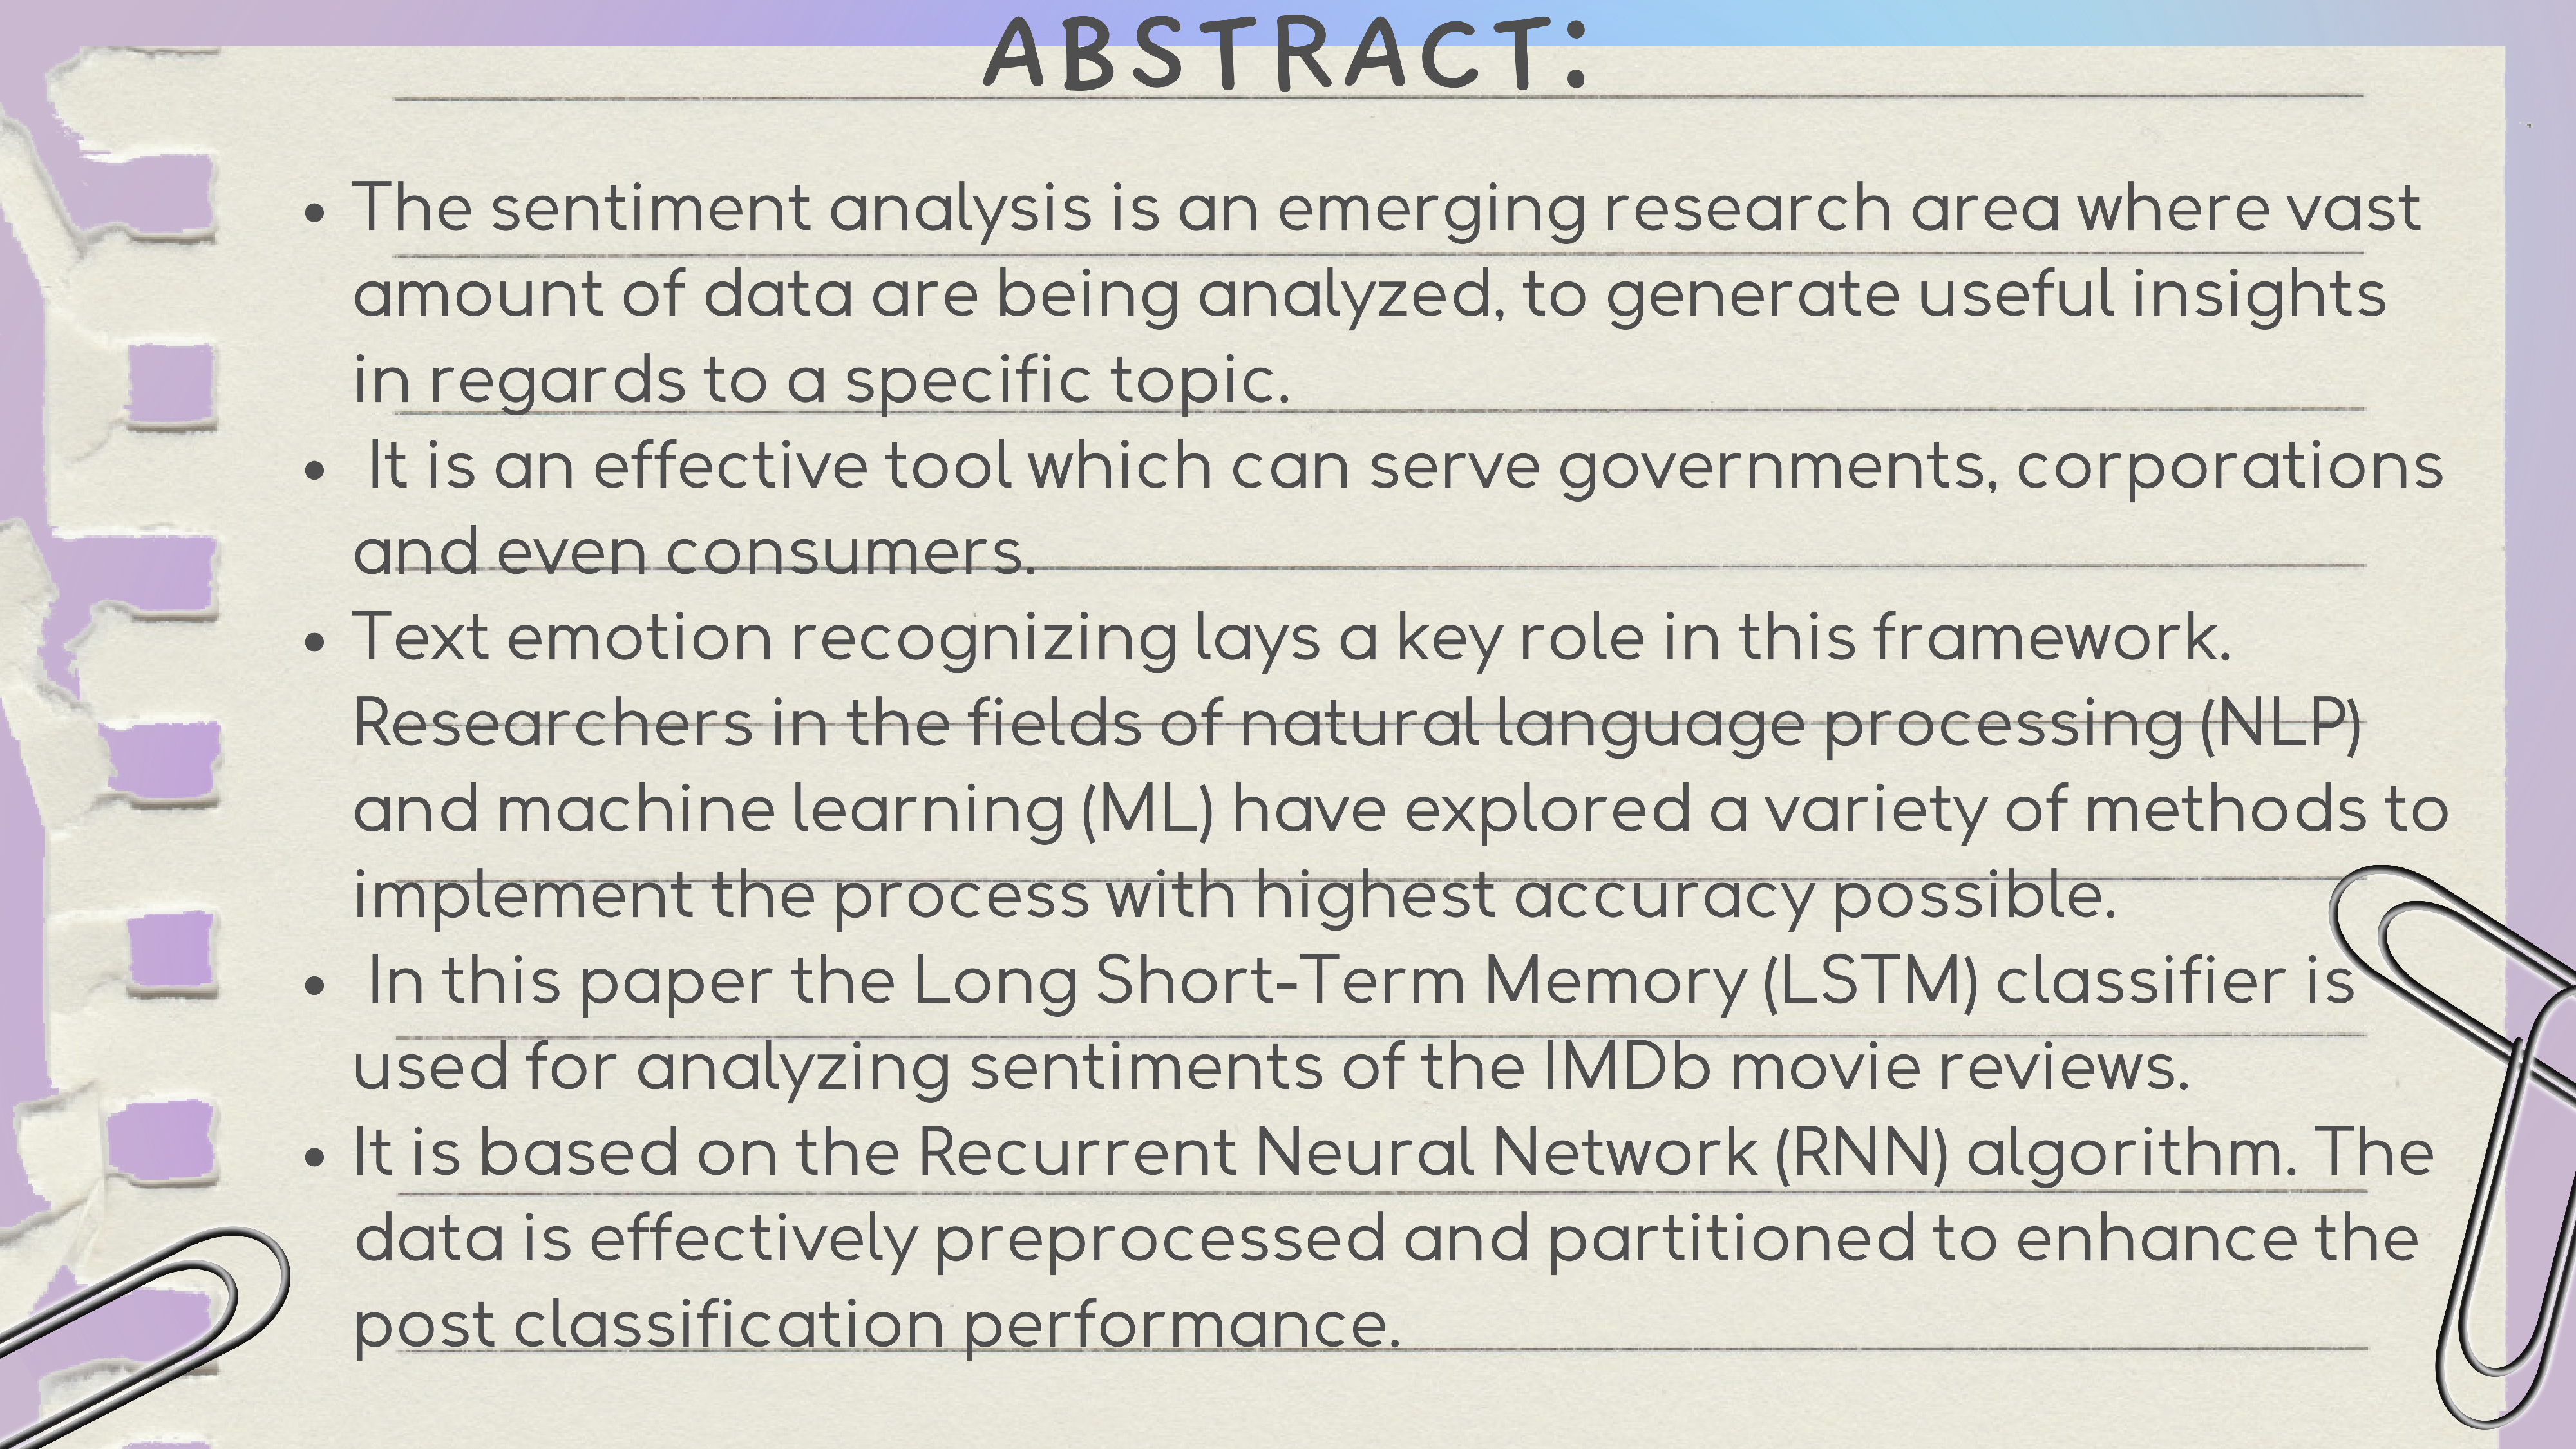 ABSTRACT:
• The sentiment analysis is an emerging research area where vast
amount of data are being analyzed, to generate useful insights
in regards to a specific topic.
• It is an effective tool which can serve governments, corporations
and even consumers.
• Text emotion recognizing lays a key role in this framework.
Researchers in the fields of natural language processing (NLP)
and machine learning (ML) have explored a variety of methods to
implement the process with highest accuracy possible.
• In this paper the Long Short-Term Memory (LSTM) classifier is
used for analyzing sentiments of the IMDb movie reviews.
• It is based on the Recurrent Neural Network (RNN) algorithm. The
data is effectively preprocessed and partitioned to enhance the
post classification performance.